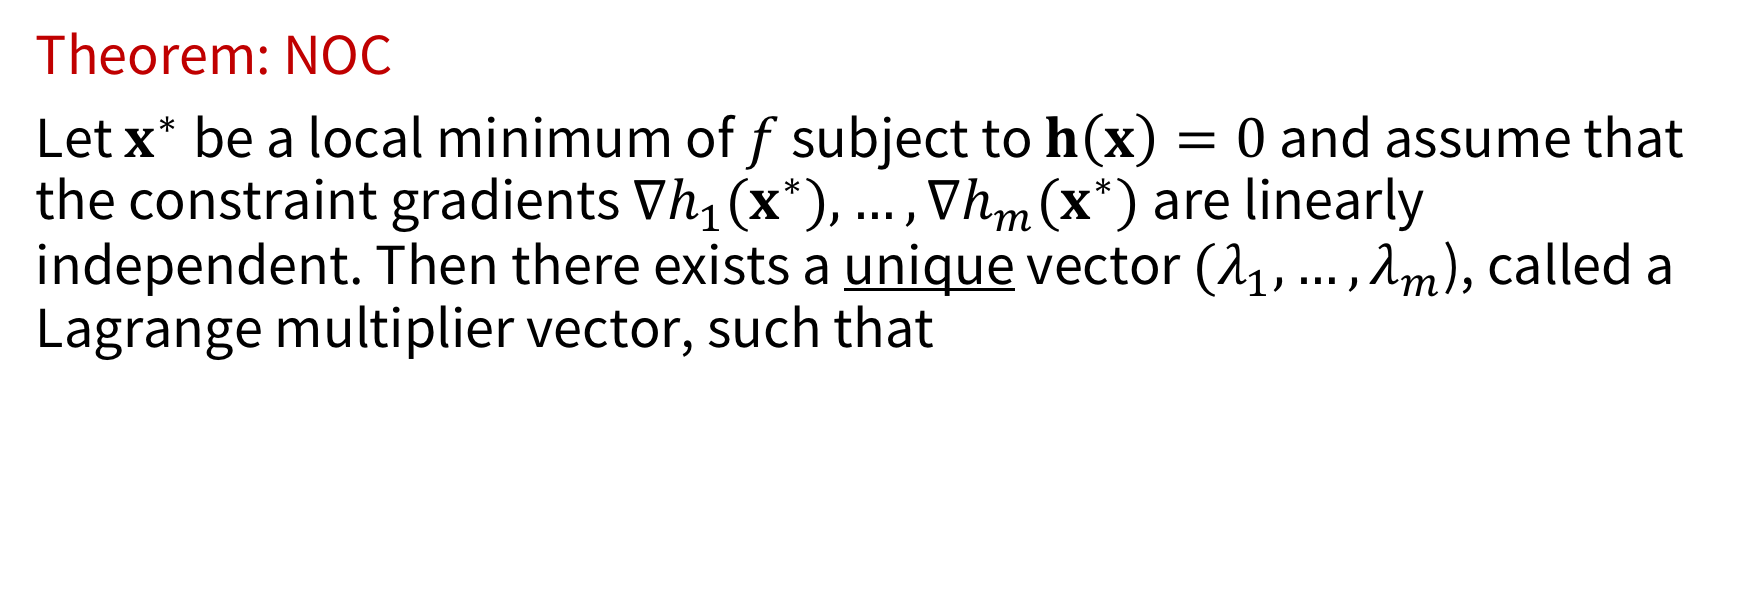 Theorem: NOC
Let 𝐱* be a local minimum of 𝑓 subject to 𝐡(𝐱) = 0 and assume that
the constraint gradients ∇ℎ₁(𝐱*), … , ∇ℎₘ(𝐱*) are linearly
independent. Then there exists a unique vector (𝜆₁, … , 𝜆ₘ), called a
Lagrange multiplier vector, such that